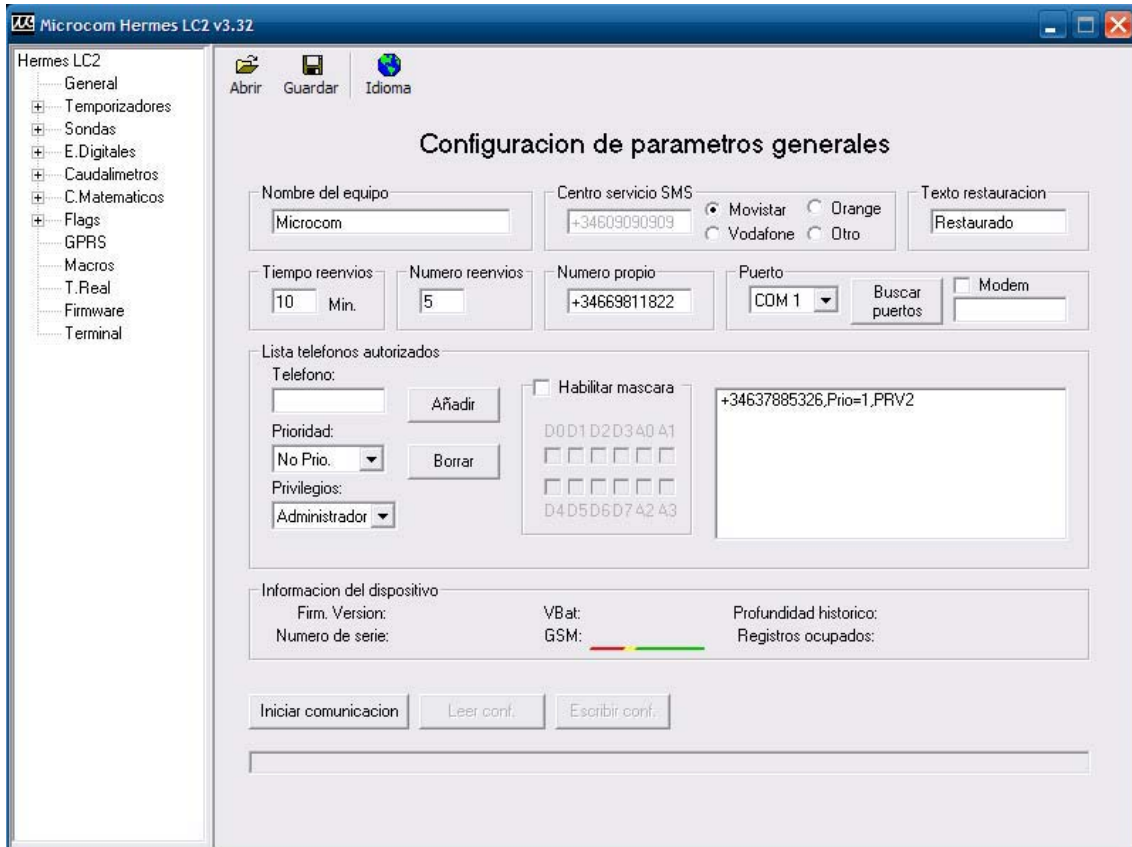 Microcom Hermes LC2 v3.32
Hermes LC2
General
Temporizadores
Sondas
E.Digitales
Caudalimetros
C.Matematicos
Flags
GPRS
Macros
T.Real
Firmware
Terminal
Abrir Guardar Idioma
Configuracion de parametros generales
Nombre del equipo
Microcom
Centro servicio SMS
+34609090909
Movistar Orange
Vodafone Otro
Texto restauracion
Restaurado
Tiempo reenvios
10 Min.
Numero reenvios
5
Numero propio
+34669811822
Puerto
COM 1
Buscar
puertos
Modem
Lista telefonos autorizados
Telefono:
Añadir
Prioridad:
No Prio.
Borrar
Privilegios:
Administrador
Habilitar mascara
D0 D1 D2 D3 A0 A1
D4 D5 D6 D7 A2 A3
+34637885326,Prio=1,PRV2
Informacion del dispositivo
Firm. Version: VBat: Profundidad historico:
Numero de serie: GSM: Registros ocupados:
Iniciar comunicacion Leer conf. Escribir conf.